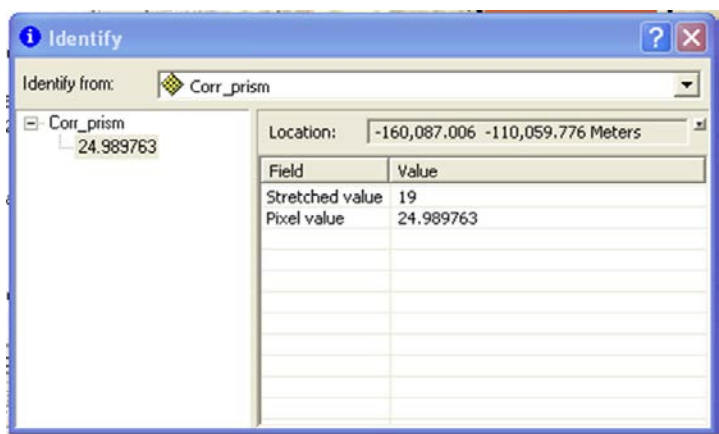 Identify
Identify from: Corr_prism
Corr_prism
24.989763
Location: -160,087.006 -110,059.776 Meters
Field Value
Stretched value 19
Pixel value 24.989763